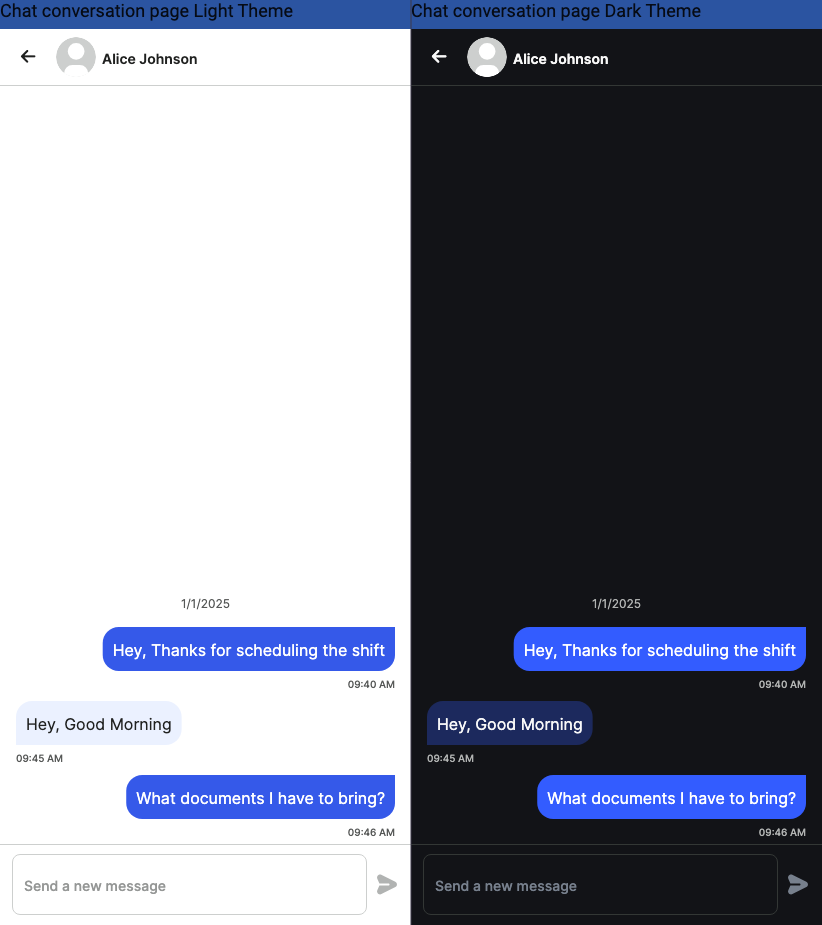 Chat conversation page Light Theme
Alice Johnson
1/1/2025
Hey, Thanks for scheduling the shift
09:40 AM
Hey, Good Morning
09:45 AM
What documents I have to bring?
09:46 AM
Send a new message
Chat conversation page Dark Theme
Alice Johnson
1/1/2025
Hey, Thanks for scheduling the shift
09:40 AM
Hey, Good Morning
09:45 AM
What documents I have to bring?
09:46 AM
Send a new message